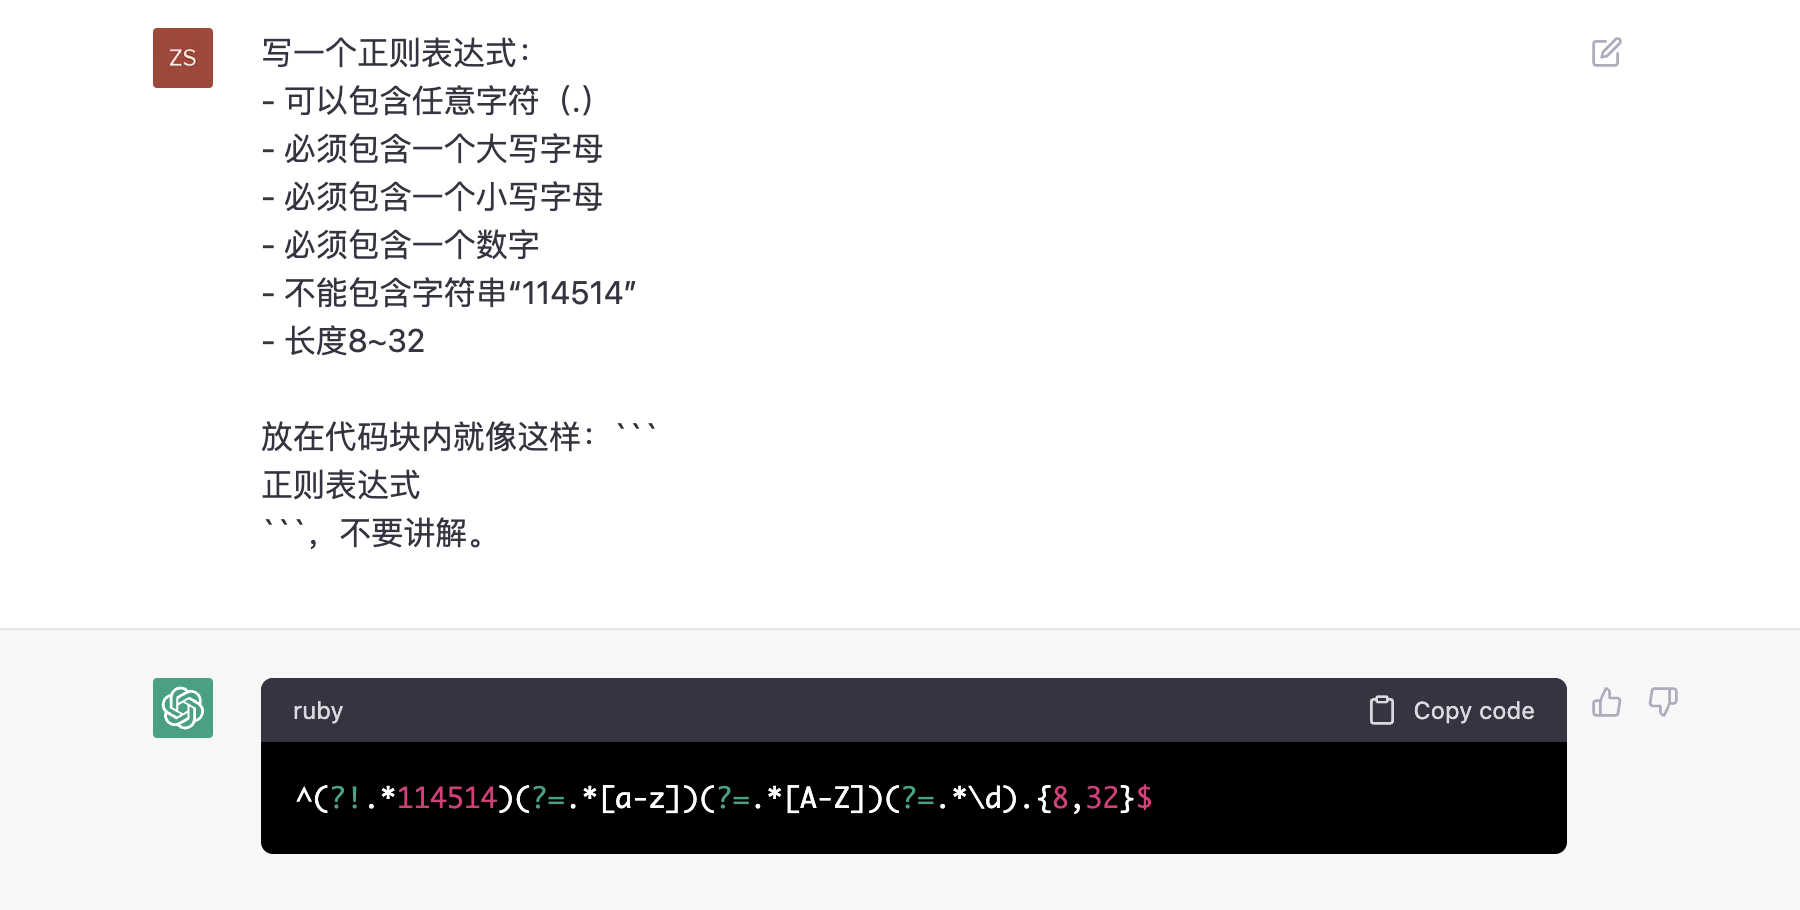 ZS
写一个正则表达式：
- 可以包含任意字符（.）
- 必须包含一个大写字母
- 必须包含一个小写字母
- 必须包含一个数字
- 不能包含字符串“114514”
- 长度8~32
放在代码块内就像这样：```
正则表达式
```，不要讲解。
ruby
Copy code
^(?!.*114514)(?=.*[a-z])(?=.*[A-Z])(?=.*\d).{8,32}$